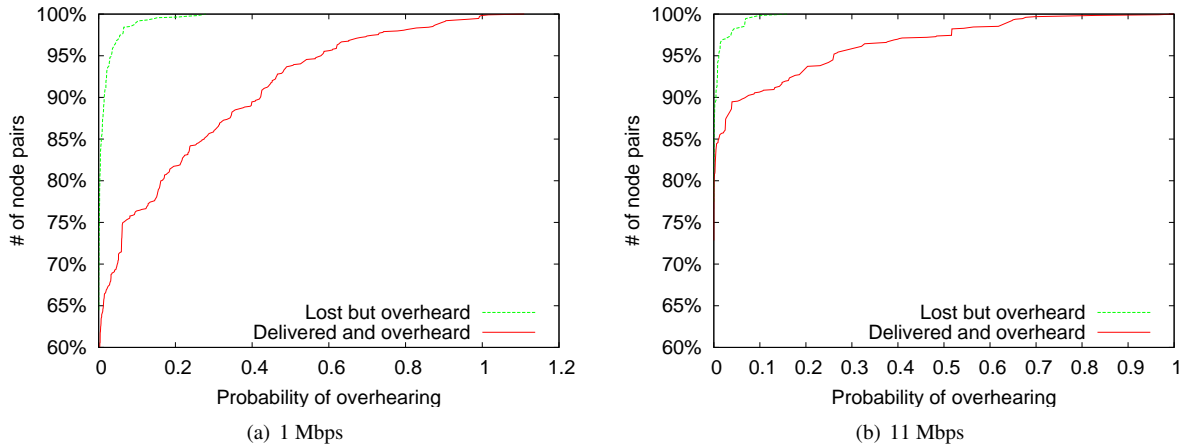 100%
95%
90%
85%
80%
75%
70%
65%
60%
# of node pairs
Lost but overheard
Delivered and overheard
0 0.2 0.4 0.6 0.8 1 1.2
Probability of overhearing
(a) 1 Mbps
100%
95%
90%
85%
80%
75%
70%
65%
60%
# of node pairs
Lost but overheard
Delivered and overheard
0 0.1 0.2 0.3 0.4 0.5 0.6 0.7 0.8 0.9 1
Probability of overhearing
(b) 11 Mbps